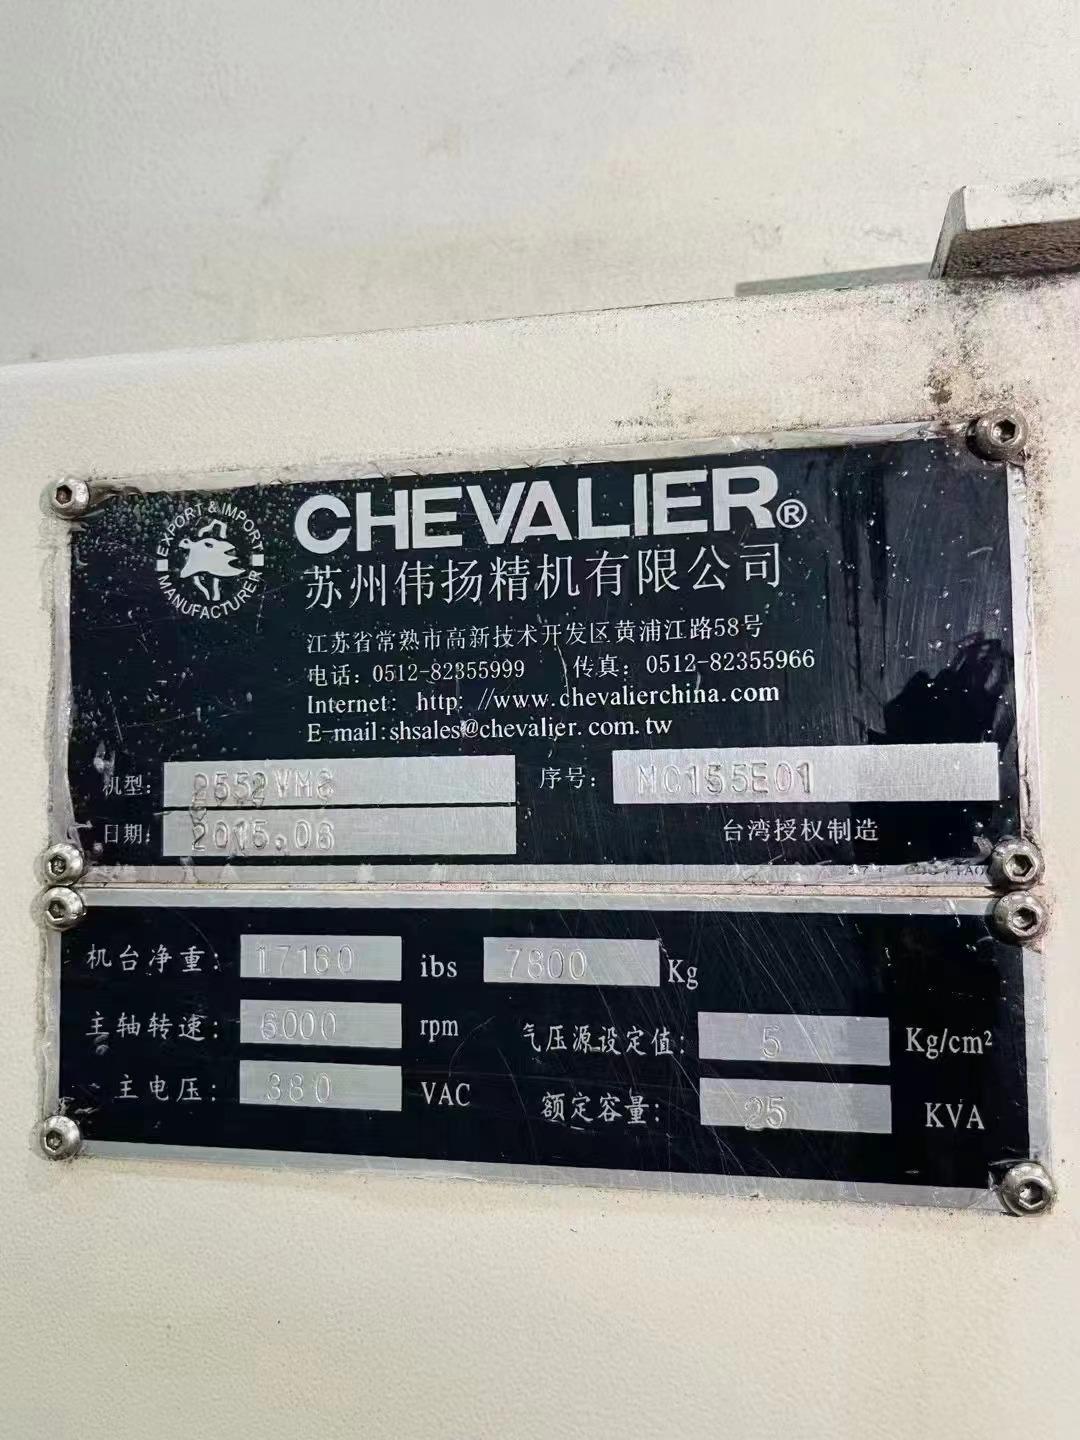 EXPORT & IMPORT
MANUFACTURER
CHEVALIER®
苏州伟扬精机有限公司
江苏省常熟市高新技术开发区黄浦江路58号
电话: 0512-82355999 传真: 0512-82355966
Internet: http: //www.chevalierchina.com
E-mail:shsales@chevalier.com.tw
机型: 2552VMC 序号: MC155E01
日期: 2015.06 台湾授权制造
机台净重: 17160 ibs 7800 Kg
主轴转速: 6000 rpm 气压源设定值: 5 Kg/cm²
主电压: 380 VAC 额定容量: 25 KVA